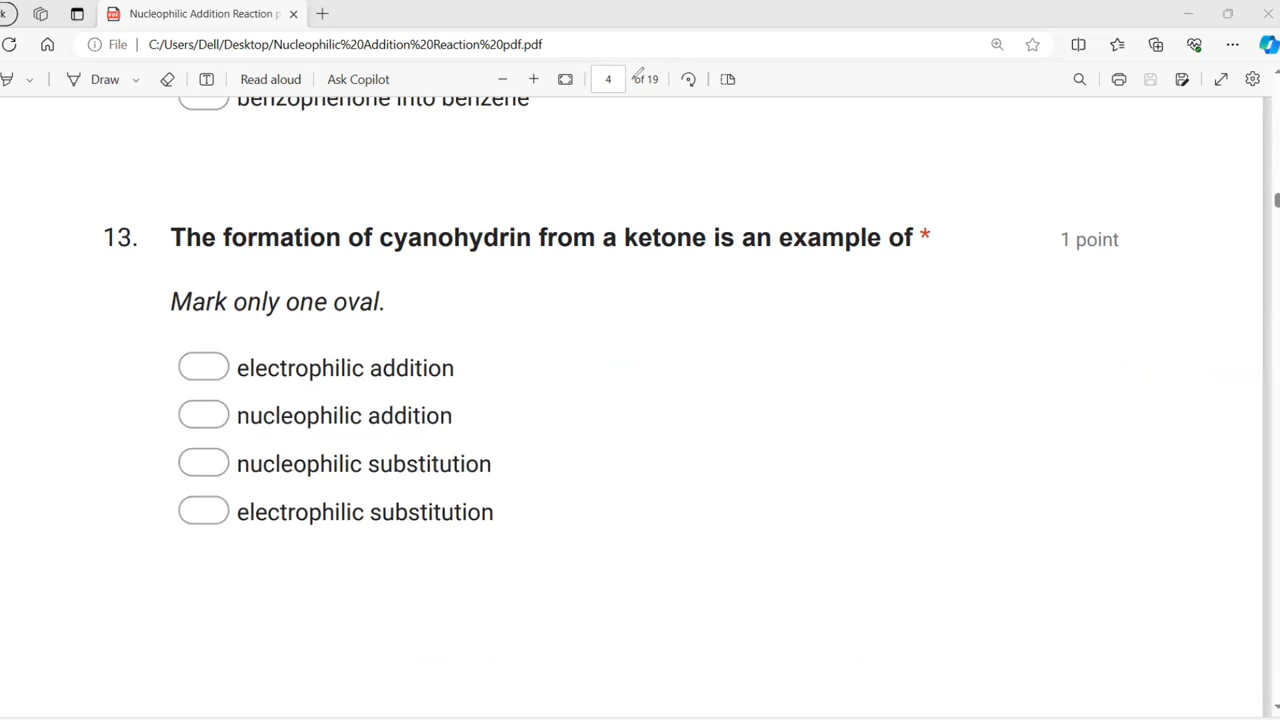 Nucleophilic Addition Reaction p
File C:/Users/Dell/Desktop/Nucleophilic%20Addition%20Reaction%20pdf.pdf
Draw Read aloud Ask Copilot 4 of 19
benzophenone into benzene
13. The formation of cyanohydrin from a ketone is an example of * 1 point
Mark only one oval.
electrophilic addition
nucleophilic addition
nucleophilic substitution
electrophilic substitution